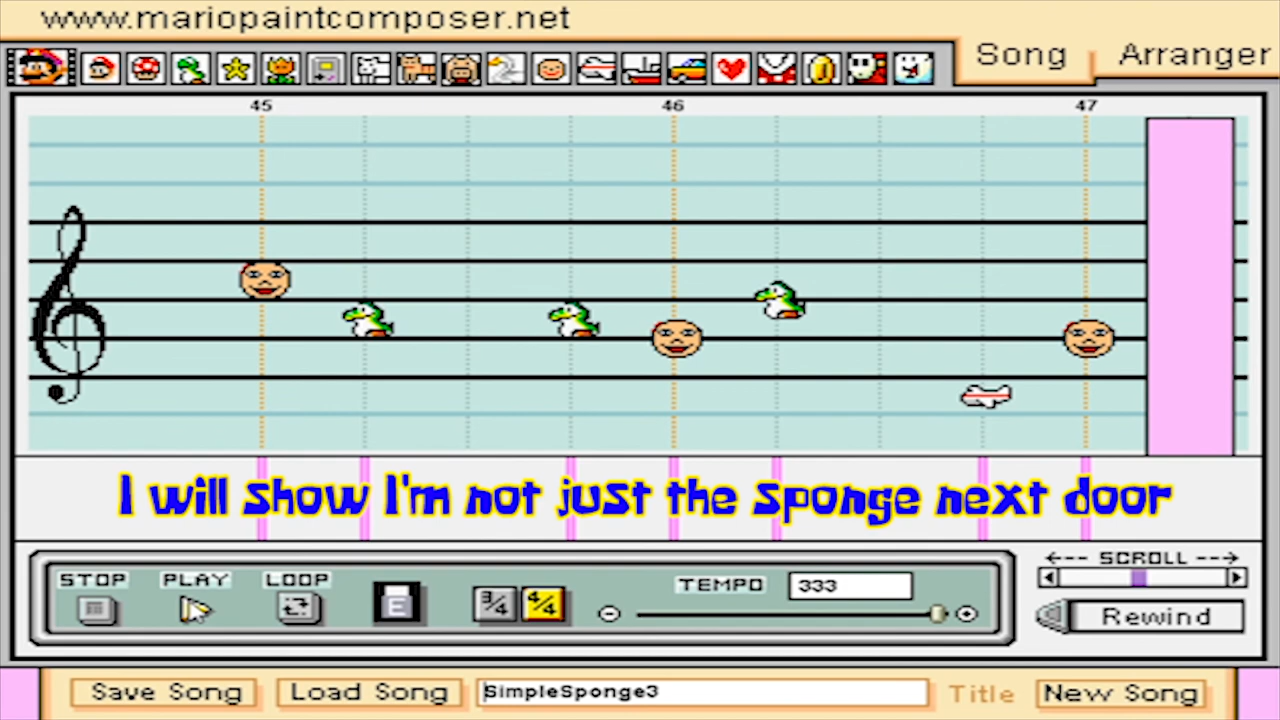 www.mariopaintcomposer.net
Song Arranger
45 46 47
I will show I'm not just the sponge next door
STOP PLAY LOOP
E
3/4 4/4
TEMPO 333
<--- SCROLL --->
Rewind
Save Song Load Song SimpleSponge3 Title New Song